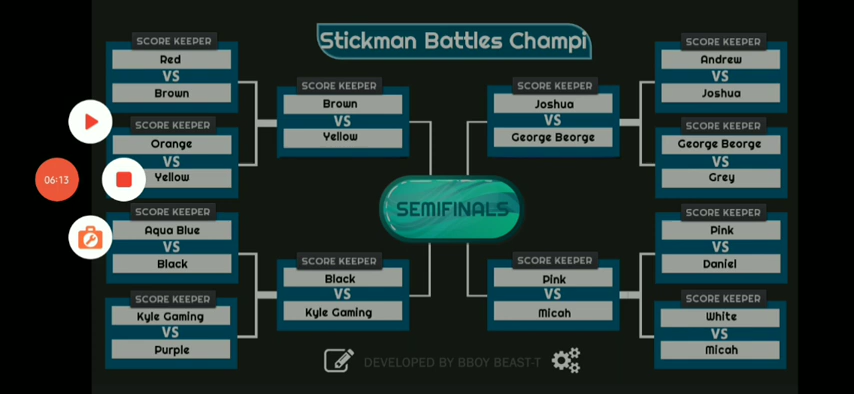 Stickman Battles Champi
SCORE KEEPER
Red
VS
Brown
SCORE KEEPER
Orange
VS
Yellow
SCORE KEEPER
Aqua Blue
VS
Black
SCORE KEEPER
Kyle Gaming
VS
Purple
SCORE KEEPER
Brown
VS
Yellow
SCORE KEEPER
Black
VS
Kyle Gaming
SEMIFINALS
SCORE KEEPER
Joshua
VS
George Beorge
SCORE KEEPER
Pink
VS
Micah
SCORE KEEPER
Andrew
VS
Joshua
SCORE KEEPER
George Beorge
VS
Grey
SCORE KEEPER
Pink
VS
Daniel
SCORE KEEPER
White
VS
Micah
06:13
DEVELOPED BY BBOY BEAST-T